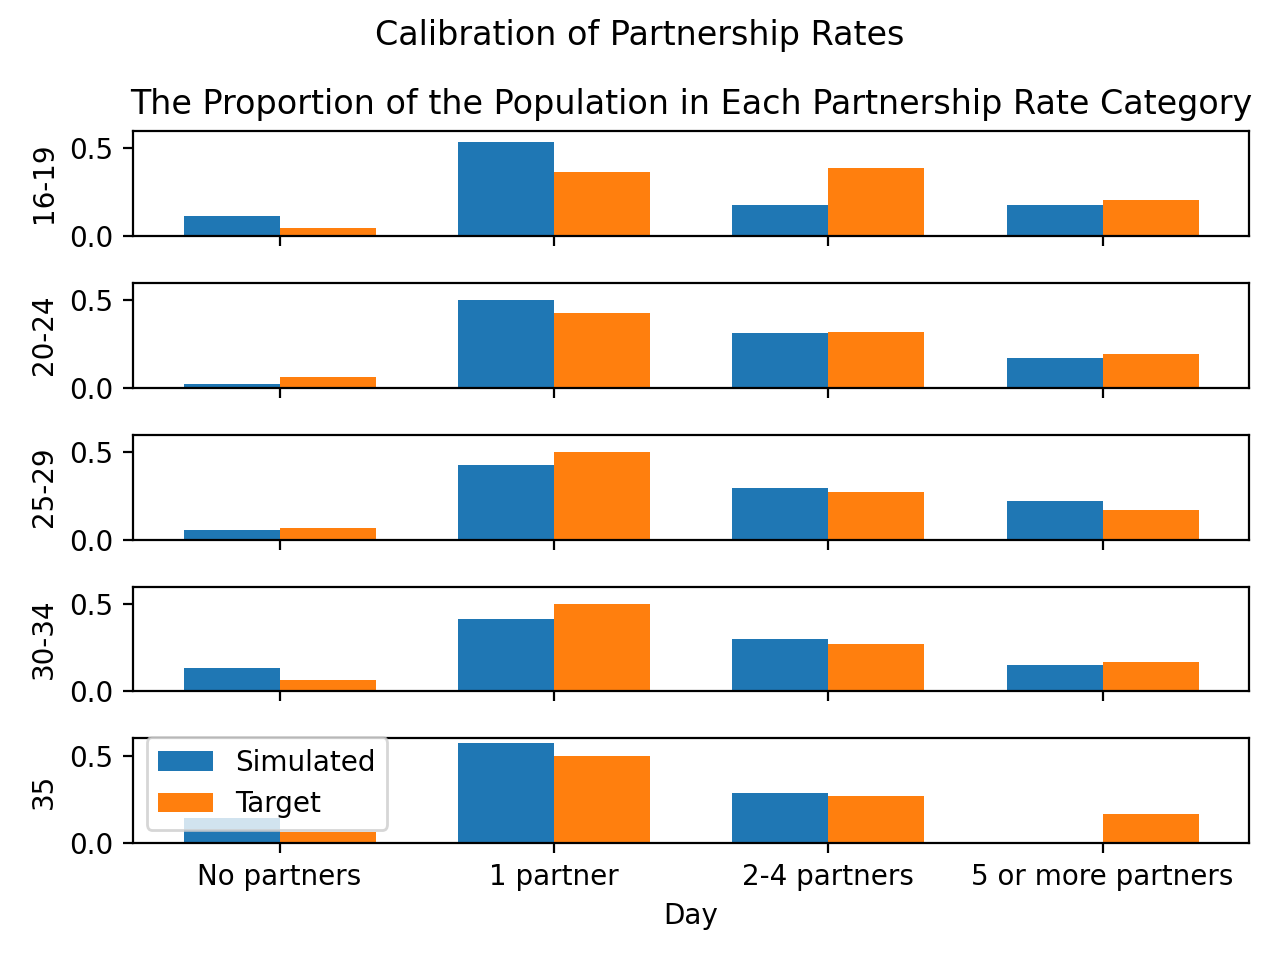 Calibration of Partnership Rates
The Proportion of the Population in Each Partnership Rate Category
0.5
0.0
16-19
0.5
0.0
20-24
0.5
0.0
25-29
0.5
0.0
30-34
0.5
0.0
35
Simulated
Target
No partners
1 partner
2-4 partners
5 or more partners
Day